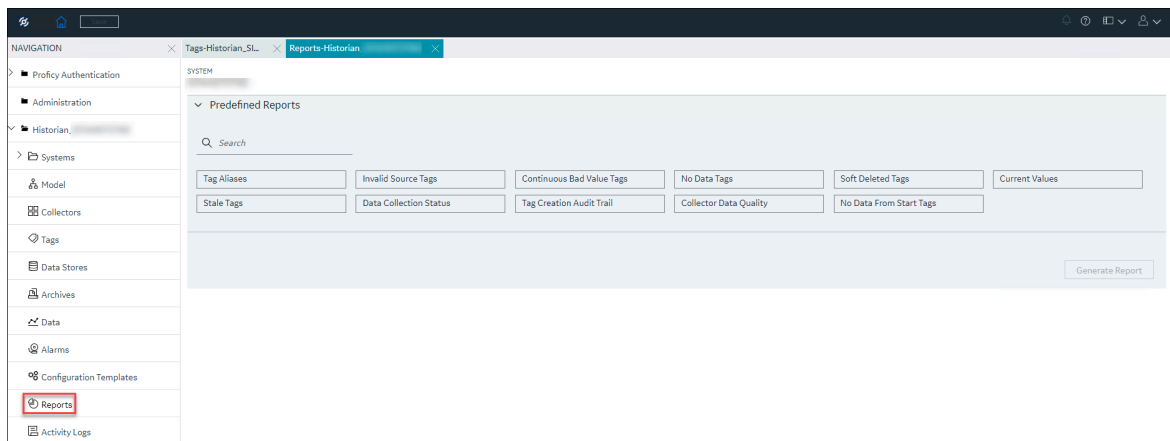 NAVIGATION
Tags-Historian_SI...
Reports-Historian_
Proficy Authentication
Administration
Historian_
Systems
Model
Collectors
Tags
Data Stores
Archives
Data
Alarms
Configuration Templates
Reports
Activity Logs
SYSTEM
Predefined Reports
Search
Tag Aliases
Invalid Source Tags
Continuous Bad Value Tags
No Data Tags
Soft Deleted Tags
Current Values
Stale Tags
Data Collection Status
Tag Creation Audit Trail
Collector Data Quality
No Data From Start Tags
Generate Report